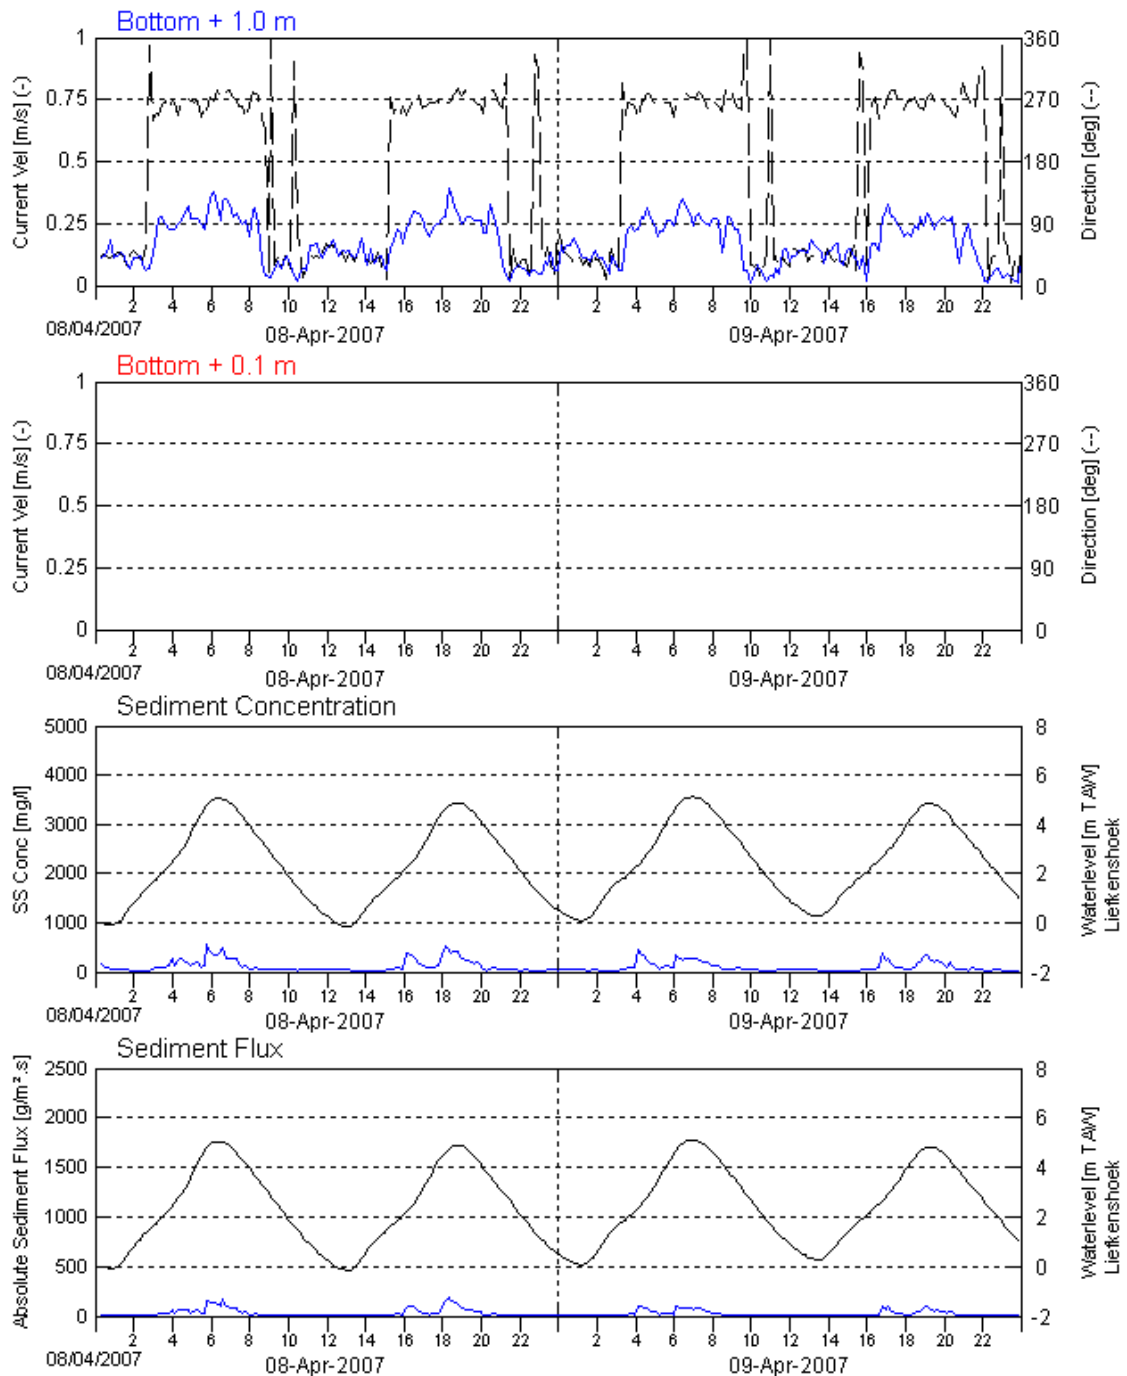 Bottom + 1.0 m
1 0.75 0.5 0.25 0
Current Vel [m/s] (-)
360 270 180 90 0
Direction [deg] (--)
2 4 6 8 10 12 14 16 18 20 22 2 4 6 8 10 12 14 16 18 20 22
08/04/2007 08-Apr-2007 09-Apr-2007
Bottom + 0.1 m
1 0.75 0.5 0.25 0
Current Vel [m/s] (-)
360 270 180 90 0
Direction [deg] (--)
2 4 6 8 10 12 14 16 18 20 22 2 4 6 8 10 12 14 16 18 20 22
08/04/2007 08-Apr-2007 09-Apr-2007
Sediment Concentration
5000 4000 3000 2000 1000 0
SS Conc [mg/l]
8 6 4 2 0 -2
Waterlevel [m TAW]
Liefkenshoek
2 4 6 8 10 12 14 16 18 20 22 2 4 6 8 10 12 14 16 18 20 22
08/04/2007 08-Apr-2007 09-Apr-2007
Sediment Flux
2500 2000 1500 1000 500 0
Absolute Sediment Flux [g/m².s]
8 6 4 2 0 -2
Waterlevel [m TAW]
Liefkenshoek
2 4 6 8 10 12 14 16 18 20 22 2 4 6 8 10 12 14 16 18 20 22
08/04/2007 08-Apr-2007 09-Apr-2007